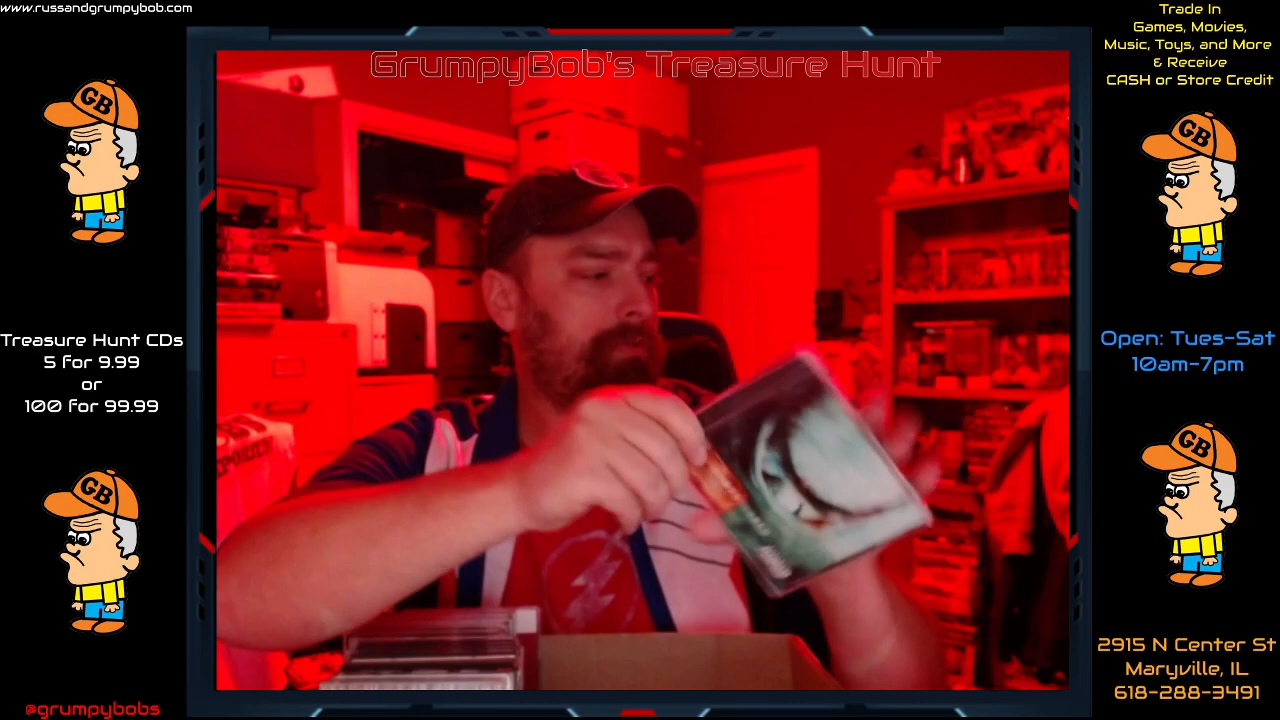 www.russandgrumpybob.com
GrumpyBob's Treasure Hunt
Trade In
Games, Movies,
Music, Toys, and More
& Receive
CASH or Store Credit
GB
GB
Treasure Hunt CDs
5 for 9.99
or
100 for 99.99
Open: Tues-Sat
10am-7pm
GB
GB
2915 N Center St
Maryville, IL
618-288-3491
@grumpybobs